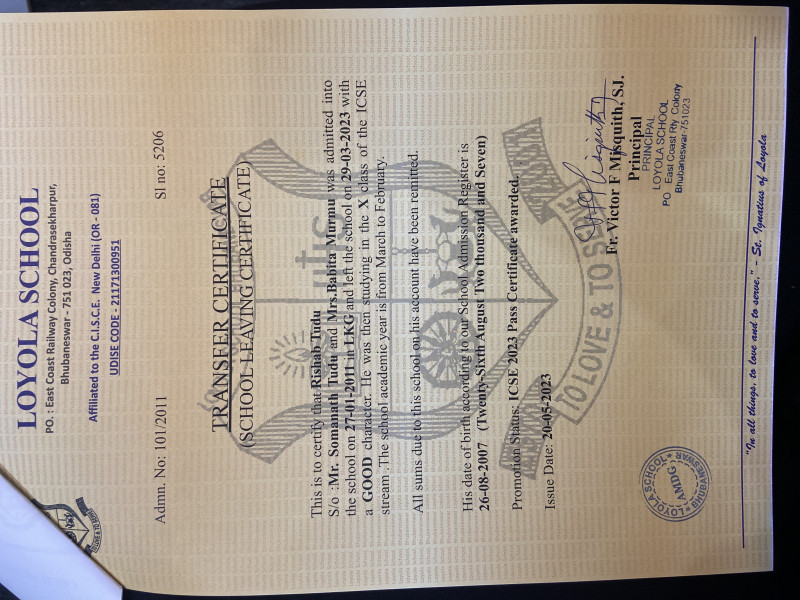 LOYOLA SCHOOL
PO. : East Coast Railway Colony, Chandrasekharpur,
Bhubaneswar - 751 023, Odisha
Affiliated to the C.I.S.C.E. New Delhi (OR - 081)
UDISE CODE - 21171300951
Admn. No: 101/2011 Sl no: 5206
TRANSFER CERTIFICATE
(SCHOOL LEAVING CERTIFICATE)
This is to certify that Rishab Tudu
S/o :Mr. Somanath Tudu and Mrs.Babita Murmu was admitted into
the school on 27-01-2011 in LKG and left the school on 29-03-2023 with
a GOOD character. He was then studying in the X class of the ICSE
stream .The school academic year is from March to February.
All sums due to this school on his account have been remitted.
His date of birth according to our School Admission Register is
26-08-2007 (Twenty-Sixth August Two thousand and Seven)
Promotion Status: ICSE 2023 Pass Certificate awarded.
Issue Date: 20-05-2023
Fr. Victor F Misquith, SJ.
Principal
PRINCIPAL
LOYOLA SCHOOL
PO East Coast Rly Colony
Bhubaneswar-751023
LOYOLA SCHOOL
AMDG
BHUBANESWAR
TO LOVE & TO SERVE
"In all things, to love and to serve." - St. Ignatius of Loyola